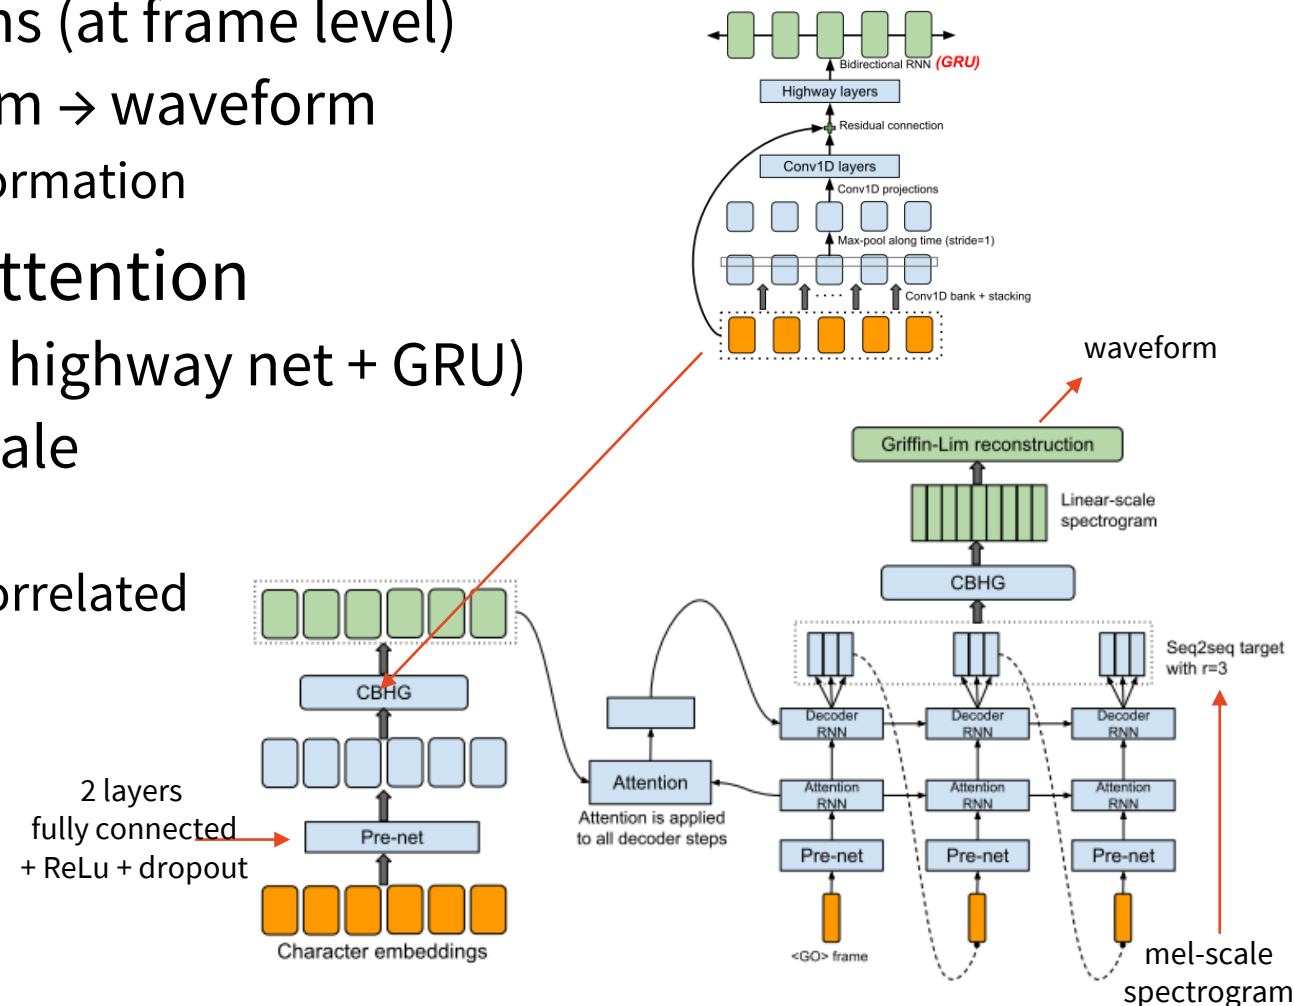 ns (at frame level)
m → waveform
ormation
ttention
highway net + GRU)
ale
orrelated
Bidirectional RNN (GRU)
Highway layers
Residual connection
Conv1D layers
Conv1D projections
Max-pool along time (stride=1)
Conv1D bank + stacking
waveform
Griffin-Lim reconstruction
Linear-scale
spectrogram
CBHG
Seq2seq target
with r=3
CBHG
Decoder
RNN
Decoder
RNN
Decoder
RNN
Attention
Attention is applied
to all decoder steps
Attention
RNN
Attention
RNN
Attention
RNN
2 layers
fully connected
+ ReLu + dropout
Pre-net
Pre-net
Pre-net
Pre-net
Character embeddings
<GO> frame
mel-scale
spectrogram